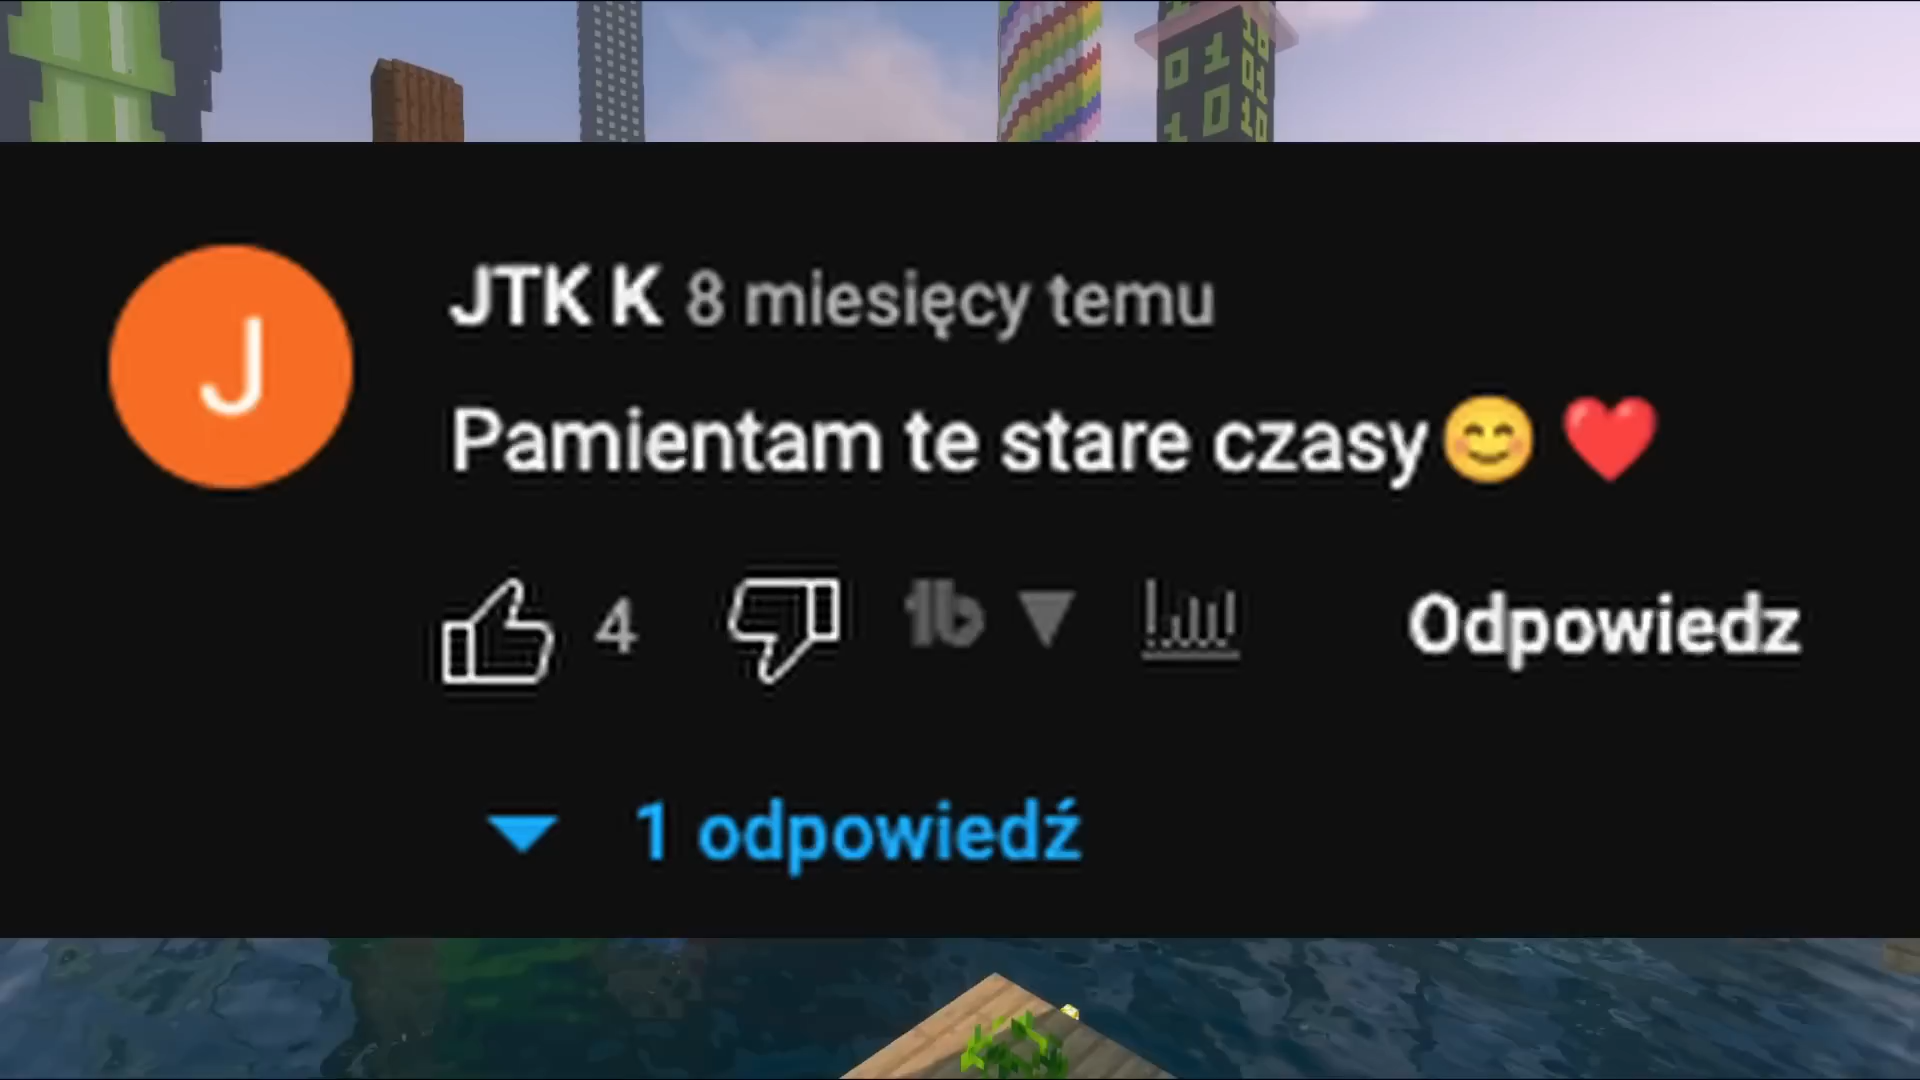 J
JTK K 8 miesięcy temu
Pamientam te stare czasy😊 ❤️
4
Odpowiedz
1 odpowiedź